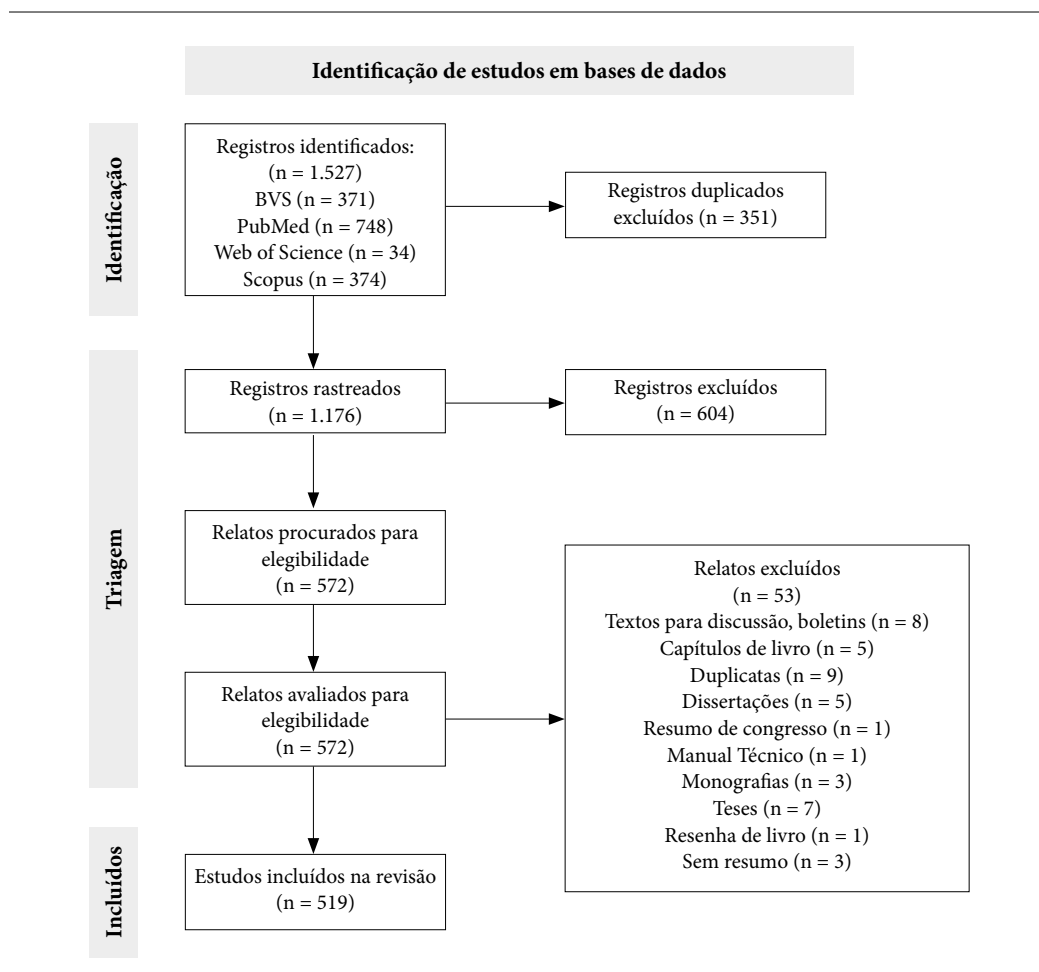 Identificação de estudos em bases de dados
Identificação
Registros identificados:
(n = 1.527)
BVS (n = 371)
PubMed (n = 748)
Web of Science (n = 34)
Scopus (n = 374)
Registros duplicados
excluídos (n = 351)
Triagem
Registros rastreados
(n = 1.176)
Registros excluídos
(n = 604)
Relatos procurados para
elegibilidade
(n = 572)
Relatos avaliados para
elegibilidade
(n = 572)
Relatos excluídos
(n = 53)
Textos para discussão, boletins (n = 8)
Capítulos de livro (n = 5)
Duplicatas (n = 9)
Dissertações (n = 5)
Resumo de congresso (n = 1)
Manual Técnico (n = 1)
Monografias (n = 3)
Teses (n = 7)
Resenha de livro (n = 1)
Sem resumo (n = 3)
Incluídos
Estudos incluídos na revisão
(n = 519)